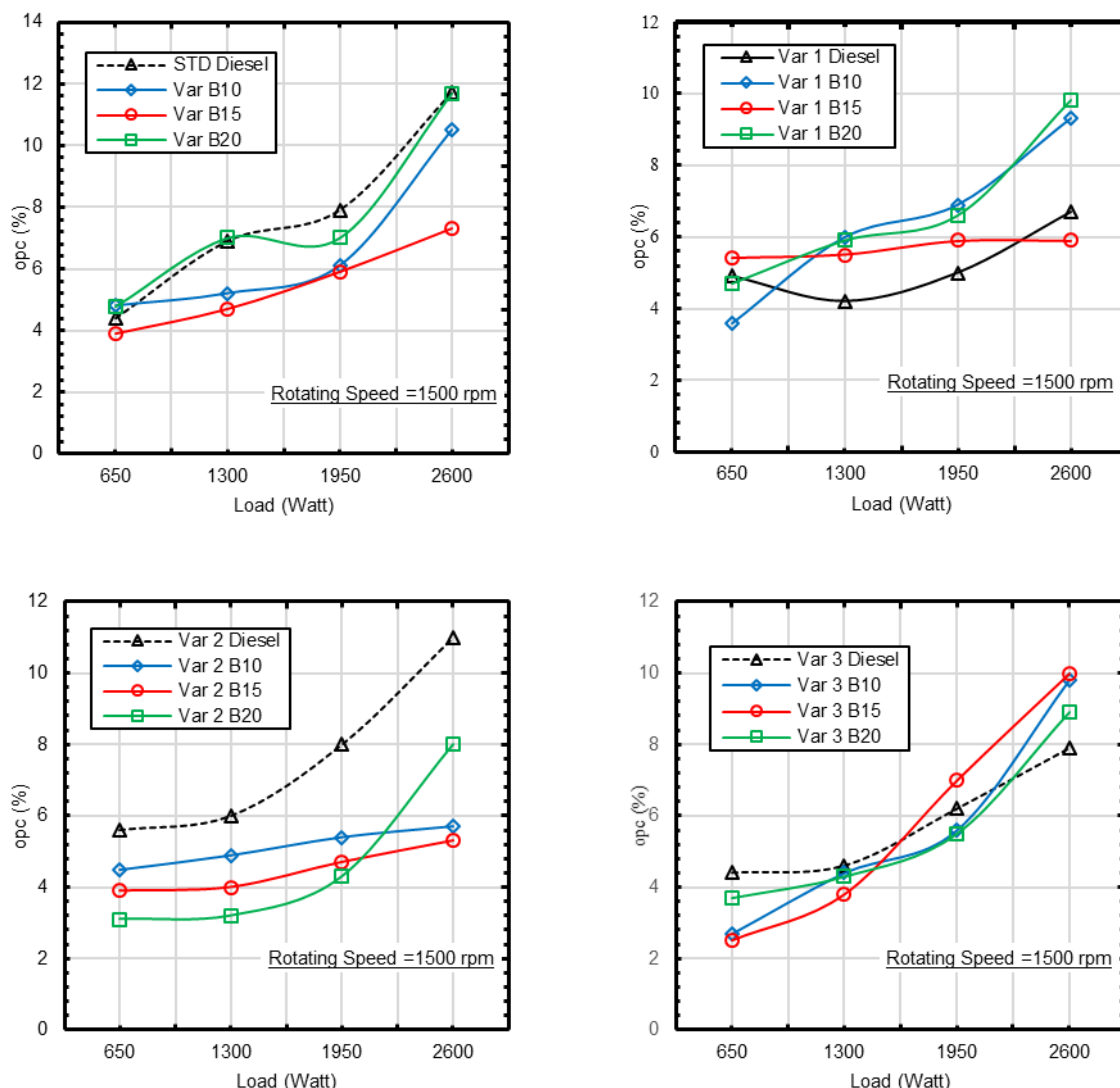 14
12
10
8
6
4
2
0
opc (%)
STD Diesel
Var B10
Var B15
Var B20
Rotating Speed =1500 rpm
650 1300 1950 2600
Load (Watt)
12
10
8
6
4
2
0
opc (%)
Var 1 Diesel
Var 1 B10
Var 1 B15
Var 1 B20
Rotating Speed =1500 rpm
650 1300 1950 2600
Load (Watt)
12
10
8
6
4
2
0
opc (%)
Var 2 Diesel
Var 2 B10
Var 2 B15
Var 2 B20
Rotating Speed =1500 rpm
650 1300 1950 2600
Load (Watt)
12
10
8
6
4
2
0
opc (%)
Var 3 Diesel
Var 3 B10
Var 3 B15
Var 3 B20
Rotating Speed =1500 rpm
650 1300 1950 2600
Load (Watt)